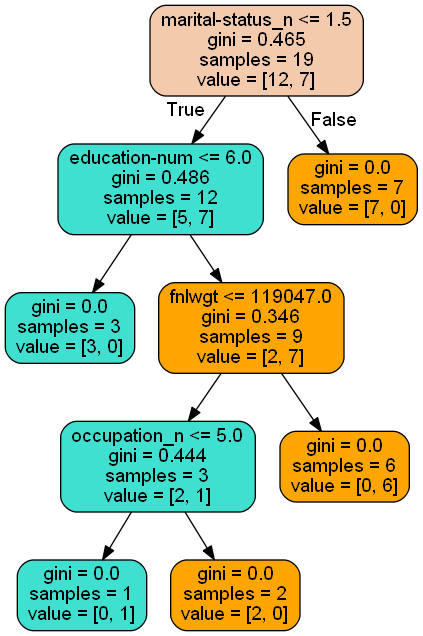 marital-status_n <= 1.5
gini = 0.465
samples = 19
value = [12, 7]
True
False
education-num <= 6.0
gini = 0.486
samples = 12
value = [5, 7]
gini = 0.0
samples = 7
value = [7, 0]
gini = 0.0
samples = 3
value = [3, 0]
fnlwgt <= 119047.0
gini = 0.346
samples = 9
value = [2, 7]
occupation_n <= 5.0
gini = 0.444
samples = 3
value = [2, 1]
gini = 0.0
samples = 6
value = [0, 6]
gini = 0.0
samples = 1
value = [0, 1]
gini = 0.0
samples = 2
value = [2, 0]